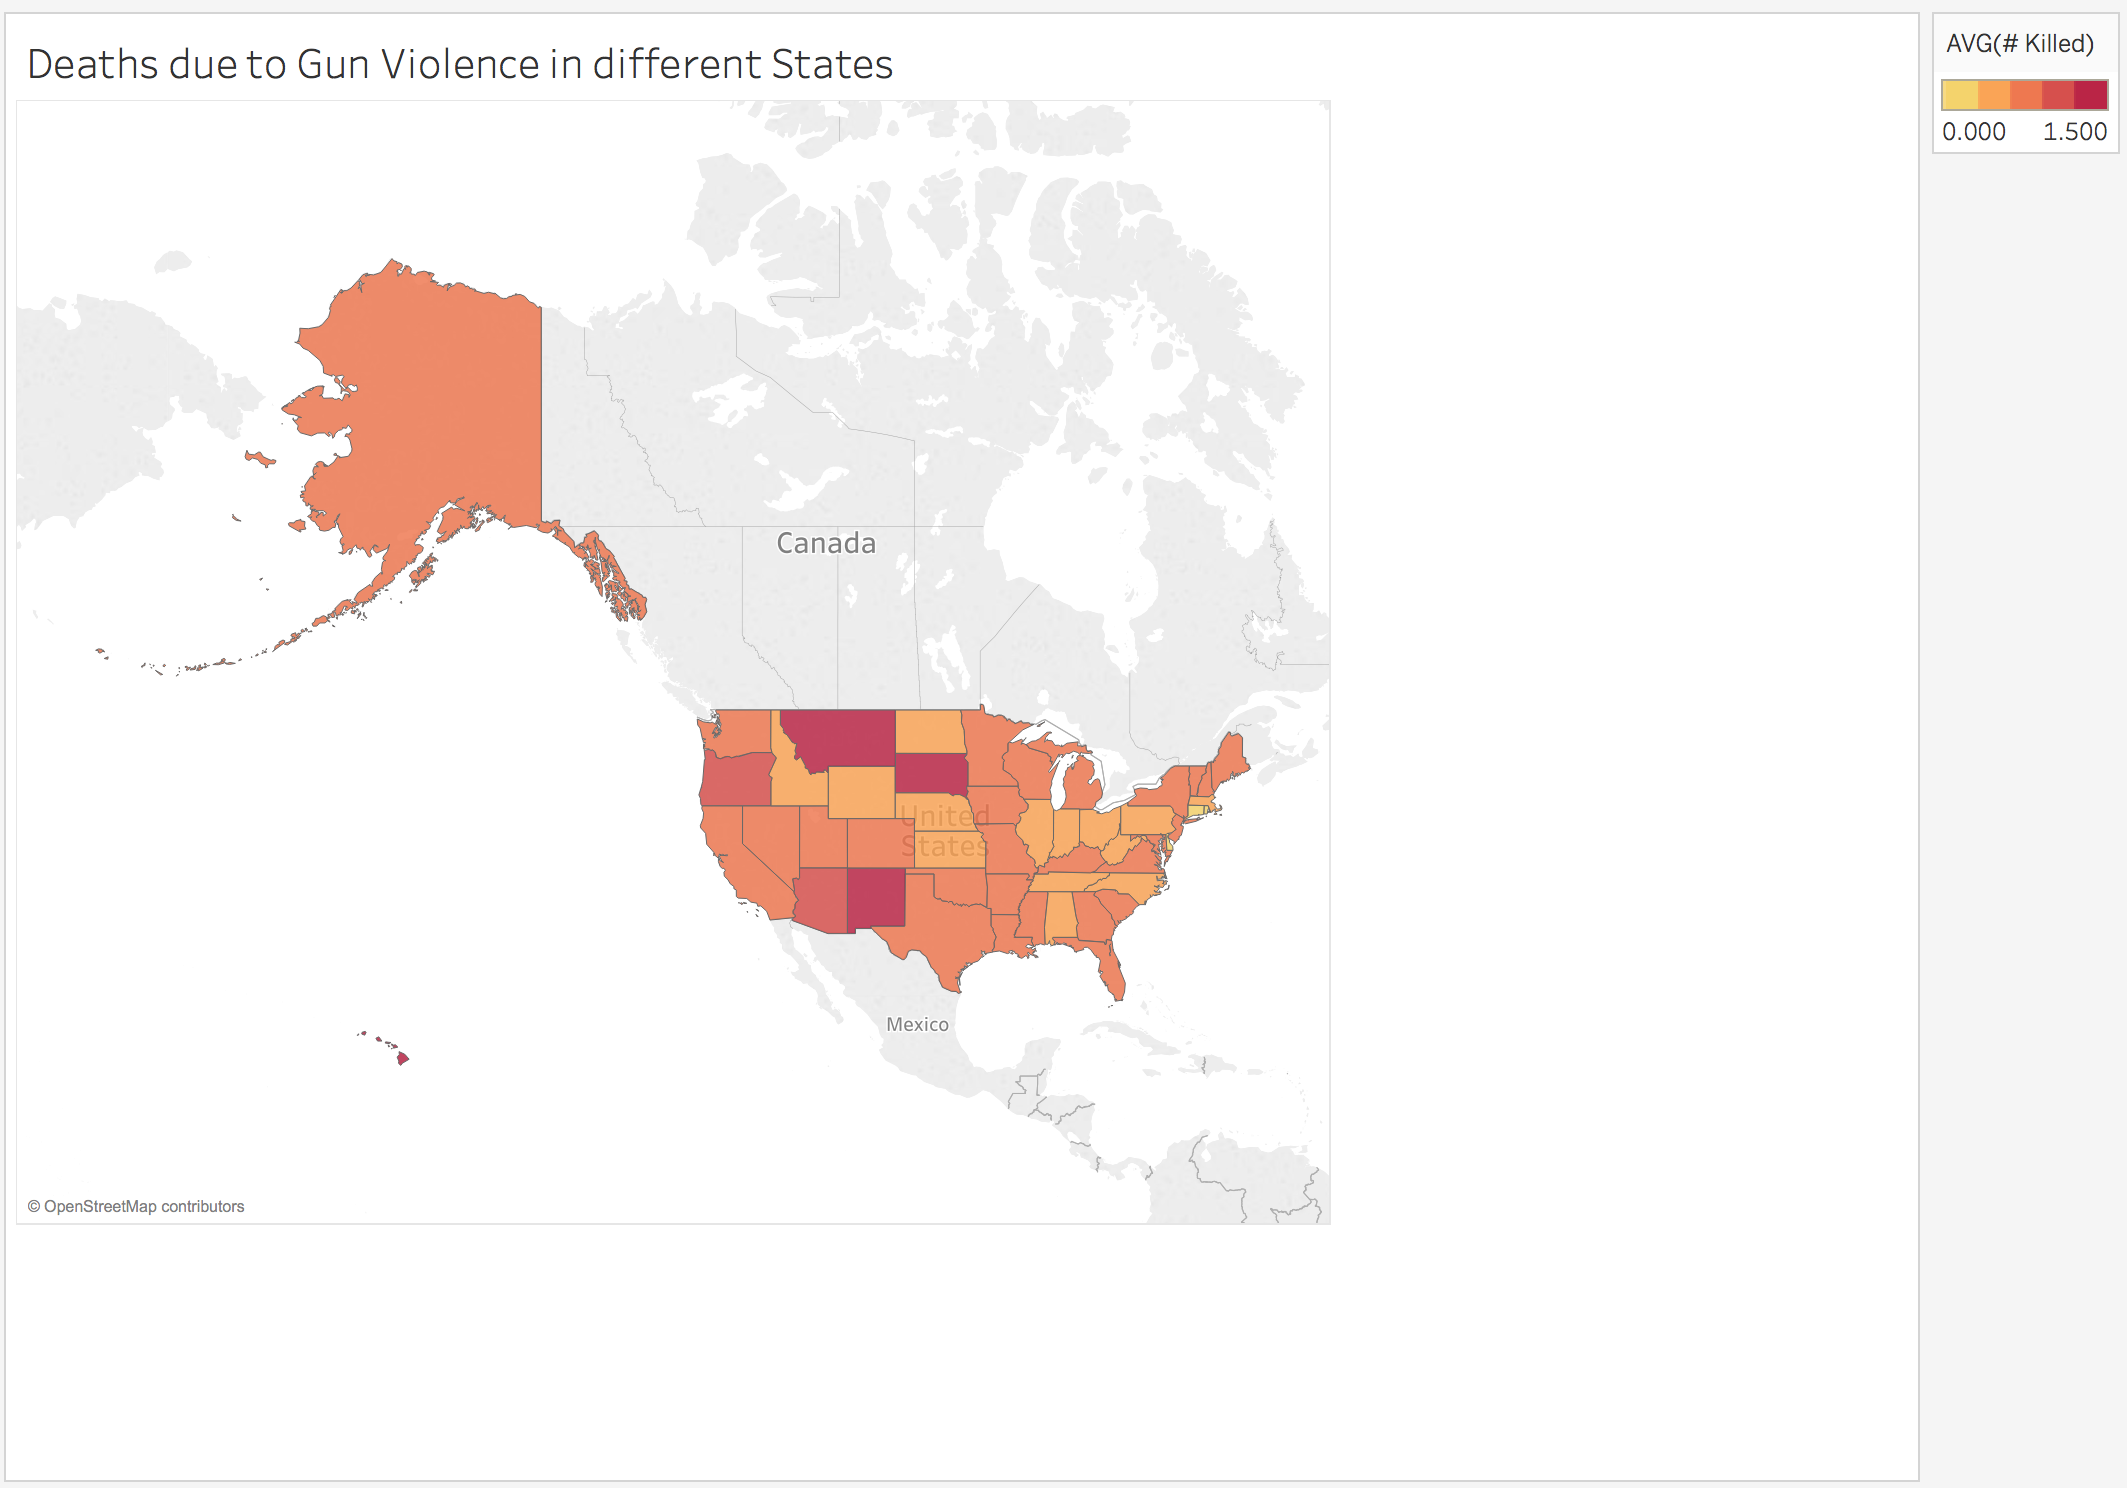 Deaths due to Gun Violence in different States
AVG(# Killed)
0.000 1.500
Canada
United
States
Mexico
© OpenStreetMap contributors